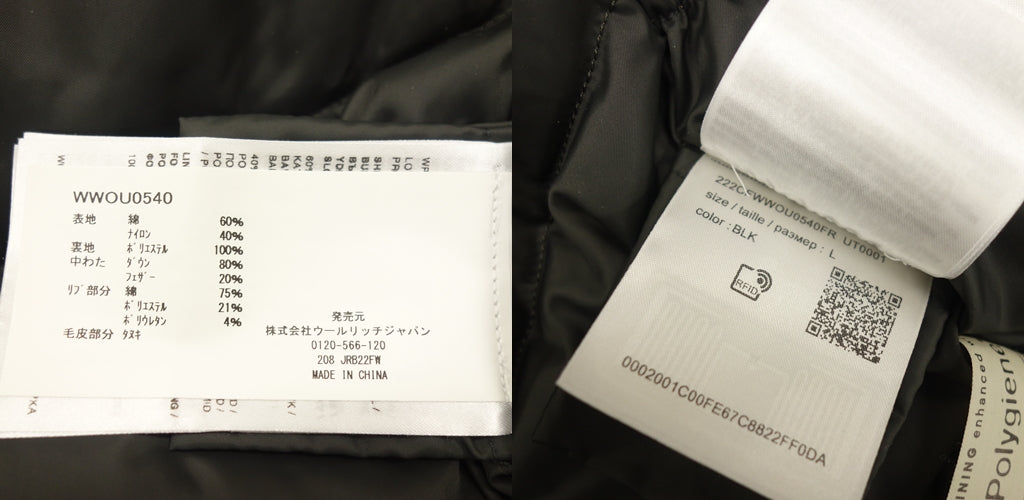 WWOU0540
表地 綿 60%
ナイロン 40%
裏地 ポリエステル 100%
中わた ダウン 80%
フェザー 20%
リブ部分 綿 75%
ポリエステル 21%
ポリウレタン 4%
毛皮部分 タヌキ
発売元
株式会社ウールリッチジャパン
0120-566-120
208 JRB22FW
MADE IN CHINA
222CFWWOU0540FR UT0001
size / taille / размер : L
color : BLK
RFID
0002001C00FE67C8822FF0DA
enhanced
Polygiene